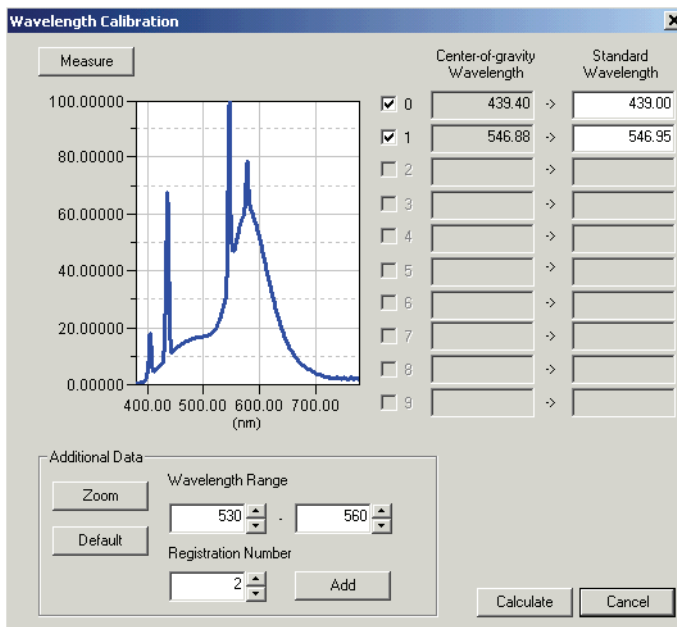 Wavelength Calibration
Measure
Center-of-gravity Wavelength
Standard Wavelength
0 439.40 -> 439.00
1 546.88 -> 546.95
2 ->
3 ->
4 ->
5 ->
6 ->
7 ->
8 ->
9 ->
100.00000
80.00000
60.00000
40.00000
20.00000
0.00000
400.00 500.00 600.00 700.00
(nm)
Additional Data
Zoom
Default
Wavelength Range
530 - 560
Registration Number
2 Add
Calculate Cancel